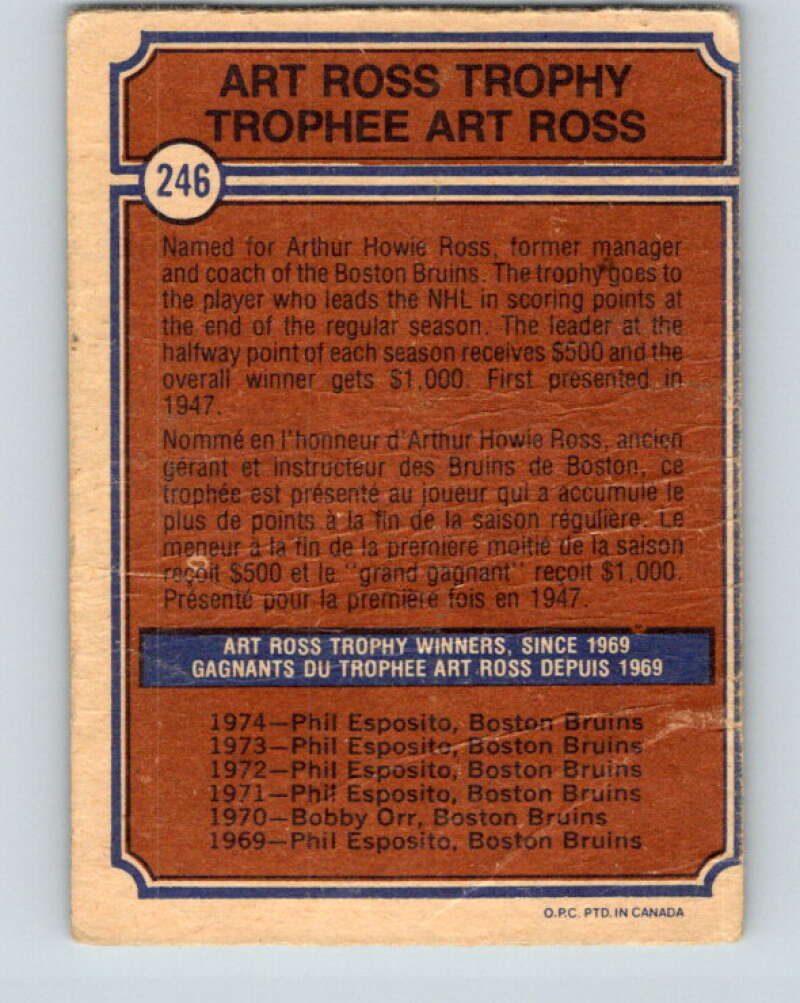 ART ROSS TROPHY
TROPHEE ART ROSS
246
Named for Arthur Howie Ross, former manager
and coach of the Boston Bruins. The trophy goes to
the player who leads the NHL in scoring points at
the end of the regular season. The leader at the
halfway point of each season receives $500 and the
overall winner gets $1,000. First presented in
1947.
Nommé en l'honneur d'Arthur Howie Ross, ancien
gérant et instructeur des Bruins de Boston, ce
trophée est présenté au joueur qui a accumulé le
plus de points à la fin de la saison régulière. Le
meneur à la fin de la première moitié de la saison
reçoit $500 et le "grand gagnant" reçoit $1,000.
Présenté pour la première fois en 1947.
ART ROSS TROPHY WINNERS, SINCE 1969
GAGNANTS DU TROPHEE ART ROSS DEPUIS 1969
1974—Phil Esposito, Boston Bruins
1973—Phil Esposito, Boston Bruins
1972—Phil Esposito, Boston Bruins
1971—Phil Esposito, Boston Bruins
1970—Bobby Orr, Boston Bruins
1969—Phil Esposito, Boston Bruins
O.P.C. PTD. IN CANADA